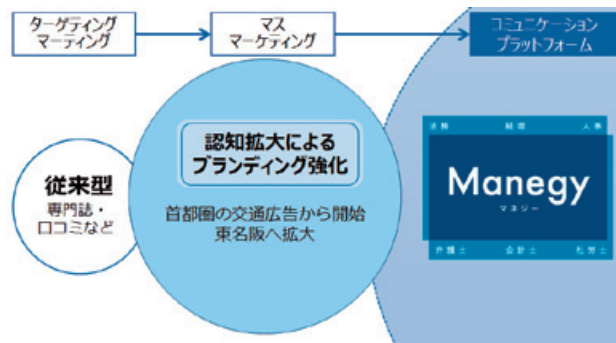 ターゲティング
マーティング
マス
マーケティング
コミュニケーション
プラットフォーム
認知拡大による
ブランディング強化
従来型
専門誌・
口コミなど
首都圏の交通広告から開始
東名阪へ拡大
法務
経理
人事
Manegy
マネジー
弁護士
会計士
社労士